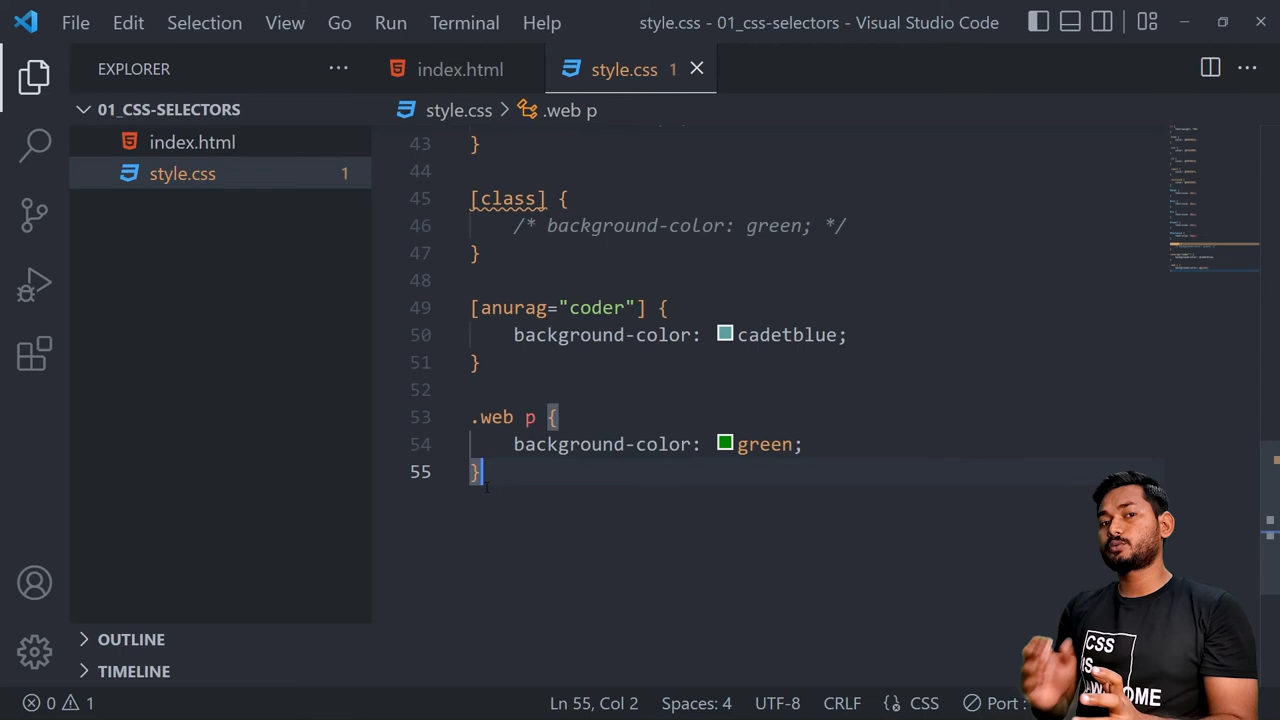 File Edit Selection View Go Run Terminal Help style.css - 01_css-selectors - Visual Studio Code
EXPLORER
index.html
style.css 1
01_CSS-SELECTORS
style.css > .web p
index.html
style.css 1
43 }
44
45 [class] {
46 /* background-color: green; */
47 }
48
49 [anurag="coder"] {
50 background-color: cadetblue;
51 }
52
53 .web p {
54 background-color: green;
55 }
CSS
IS
AWESOME
OUTLINE
TIMELINE
0 1 Ln 55, Col 2 Spaces: 4 UTF-8 CRLF {} CSS Port :